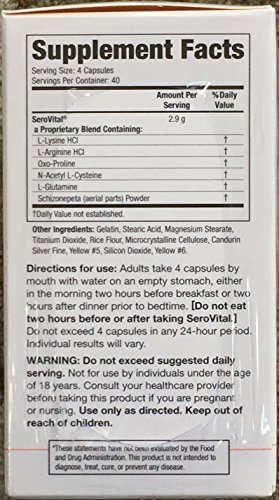 Supplement Facts
Serving Size: 4 Capsules
Servings Per Container: 40
Amount Per Serving %Daily Value
SeroVital® 2.9 g
a Proprietary Blend Containing:
L-Lysine HCl †
L-Arginine HCl †
Oxo-Proline †
N-Acetyl L-Cysteine †
L-Glutamine †
Schizonepeta (aerial parts) Powder †
†Daily Value not established.
Other Ingredients: Gelatin, Stearic Acid, Magnesium Stearate,
Titanium Dioxide, Rice Flour, Microcrystalline Cellulose, Candurin
Silver Fine, Yellow #5, Silicon Dioxide, Yellow #6.
Directions for use: Adults take 4 capsules by
mouth with water on an empty stomach, either
in the morning two hours before breakfast or two
hours after dinner prior to bedtime. [Do not eat
two hours before or after taking SeroVital.]
Do not exceed 4 capsules in any 24-hour period.
Individual results will vary.
WARNING: Do not exceed suggested daily
serving. Not for use by individuals under the age
of 18 years. Consult your healthcare provider
before taking this product if you are pregnant
or nursing. Use only as directed. Keep out of
reach of children.
*These statements have not been evaluated by the Food
and Drug Administration. This product is not intended to
diagnose, treat, cure, or prevent any disease.